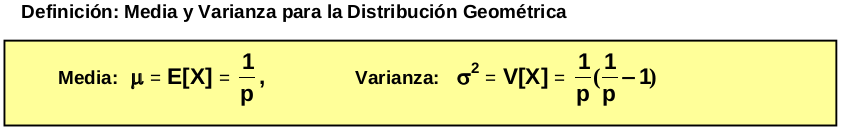 Definición: Media y Varianza para la Distribución Geométrica
Media: μ = E[X] = 1/p , Varianza: σ² = V[X] = 1/p(1/p − 1)